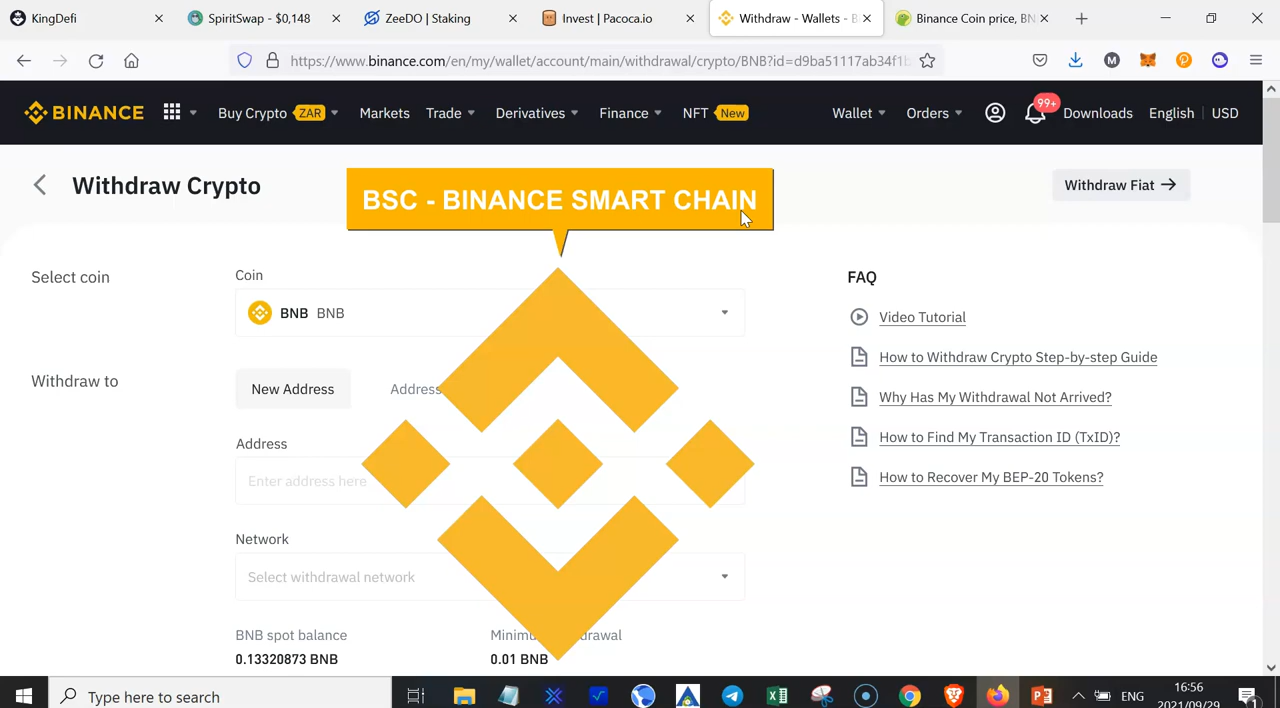 KingDefi
SpiritSwap - $0,148
ZeeDO | Staking
Invest | Pacoca.io
Withdraw - Wallets - B
Binance Coin price, BN
https://www.binance.com/en/my/wallet/account/main/withdrawal/crypto/BNB?id=d9ba51117ab34f1b
BINANCE
Buy Crypto ZAR
Markets
Trade
Derivatives
Finance
NFT New
Wallet
Orders
99+
Downloads
English
USD
Withdraw Crypto
BSC - BINANCE SMART CHAIN
Withdraw Fiat
Select coin
Coin
BNB BNB
FAQ
Video Tutorial
How to Withdraw Crypto Step-by-step Guide
Why Has My Withdrawal Not Arrived?
How to Find My Transaction ID (TxID)?
How to Recover My BEP-20 Tokens?
Withdraw to
New Address
Address
Address
Enter address here
Network
Select withdrawal network
BNB spot balance
0.13320873 BNB
0.01 BNB
Type here to search
ENG
16:56
2021/09/29
1